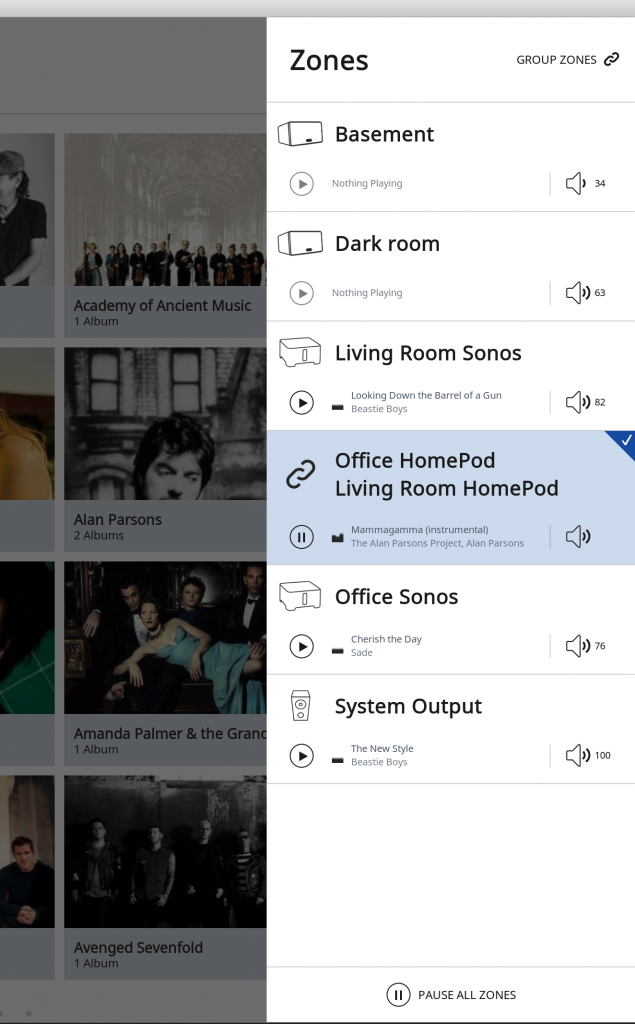 Zones
GROUP ZONES
Basement
Nothing Playing
34
Dark room
Nothing Playing
63
Living Room Sonos
Looking Down the Barrel of a Gun
Beastie Boys
82
Office HomePod
Living Room HomePod
Mammagamma (instrumental)
The Alan Parsons Project, Alan Parsons
Office Sonos
Cherish the Day
Sade
76
System Output
The New Style
Beastie Boys
100
PAUSE ALL ZONES
Academy of Ancient Music
1 Album
Alan Parsons
2 Albums
Amanda Palmer & the Grand
1 Album
Avenged Sevenfold
1 Album